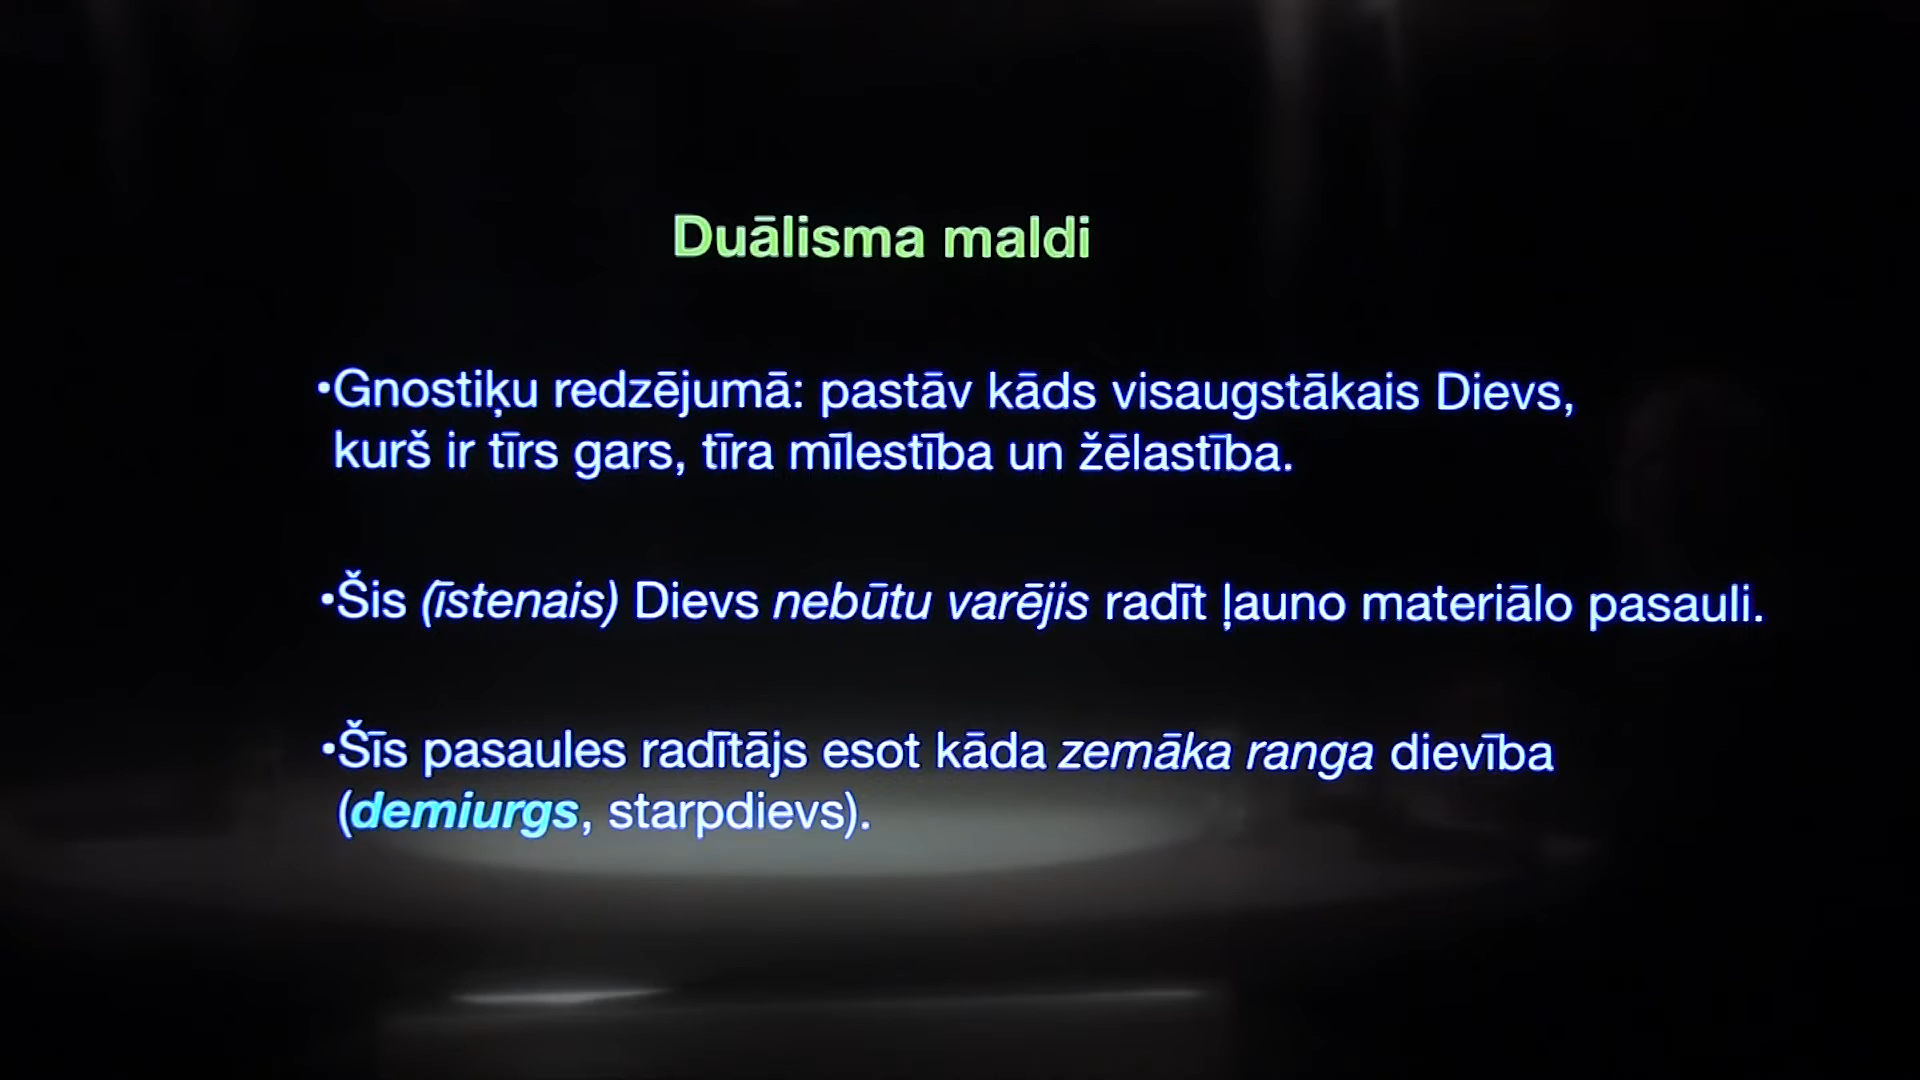 Duālisma maldi
•Gnostiķu redzējumā: pastāv kāds visaugstākais Dievs,
kurš ir tīrs gars, tīra mīlestība un žēlastība.
•Šis (īstenais) Dievs nebūtu varējis radīt ļauno materiālo pasauli.
•Šīs pasaules radītājs esot kāda zemāka ranga dievība
(demiurgs, starpdievs).